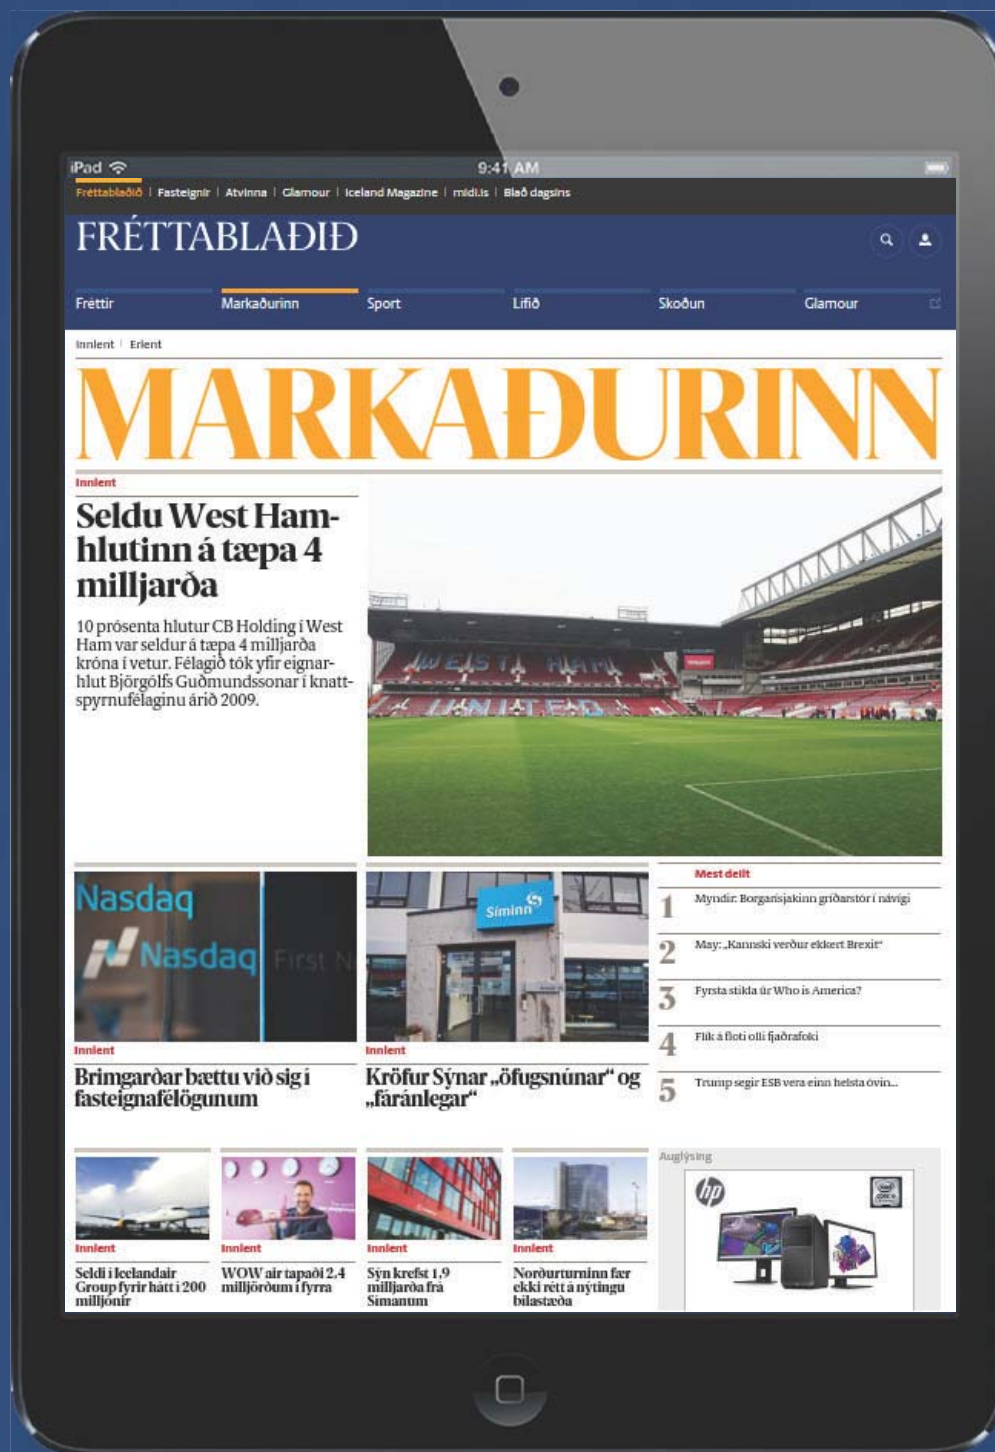 iPad
9:41 AM
Fréttablaðið | Fasteignir | Atvinna | Glamour | Iceland Magazine | midi.is | Blað dagsins
FRÉTTABLAÐIÐ
Fréttir Markaðurinn Sport Lífið Skoðun Glamour
Innlent | Erlent
MARKAÐURINN
Innlent
Seldu West Ham-
hlutinn á tæpa 4
milljarða
10 prósenta hlutur CB Holding í West
Ham var seldur á tæpa 4 milljarða
króna í vetur. Félagið tók yfir eignar-
hlut Björgólfs Guðmundssonar í knatt-
spyrnufélaginu árið 2009.
WEST HAM
UNITED
Nasdaq
Nasdaq First N
Innlent
Brimgarðar bættu við sig í
fasteignafélögunum
Síminn
Innlent
Kröfur Sýnar „öfugsnúnar“ og
„fáránlegar“
Mest deilt
1 Myndir: Borgarísjakinn gríðarstór í návígi
2 May: „Kannski verður ekkert Brexit“
3 Fyrsta stikla úr Who is America?
4 Flík á floti olli fjaðrafoki
5 Trump segir ESB vera einn helsta óvin...
Innlent
Seldi í Icelandair
Group fyrir hátt í 200
milljónir
Innlent
WOW air tapaði 2,4
milljörðum í fyrra
Innlent
Sýn krefst 1,9
milljarða frá
Símanum
Innlent
Norðurturninn fær
ekki rétt á nýtingu
bílastæða
Auglýsing
hp